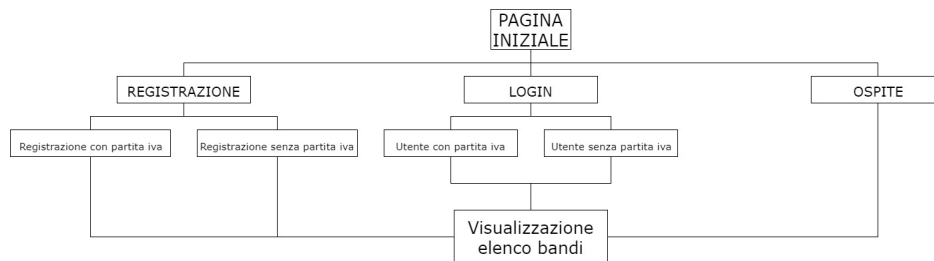 PAGINA
INIZIALE
REGISTRAZIONE
LOGIN
OSPITE
Registrazione con partita iva
Registrazione senza partita iva
Utente con partita iva
Utente senza partita iva
Visualizzazione
elenco bandi